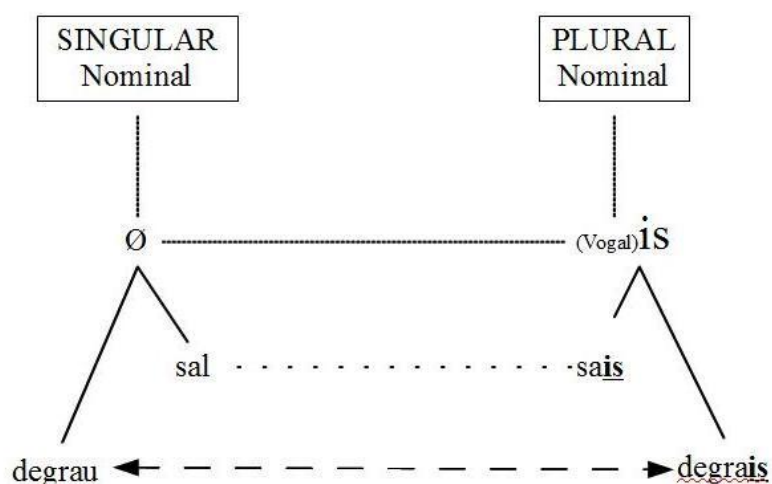 SINGULAR PLURAL
Nominal Nominal
Ø (Vogal)is
sal sais
degrau degrais